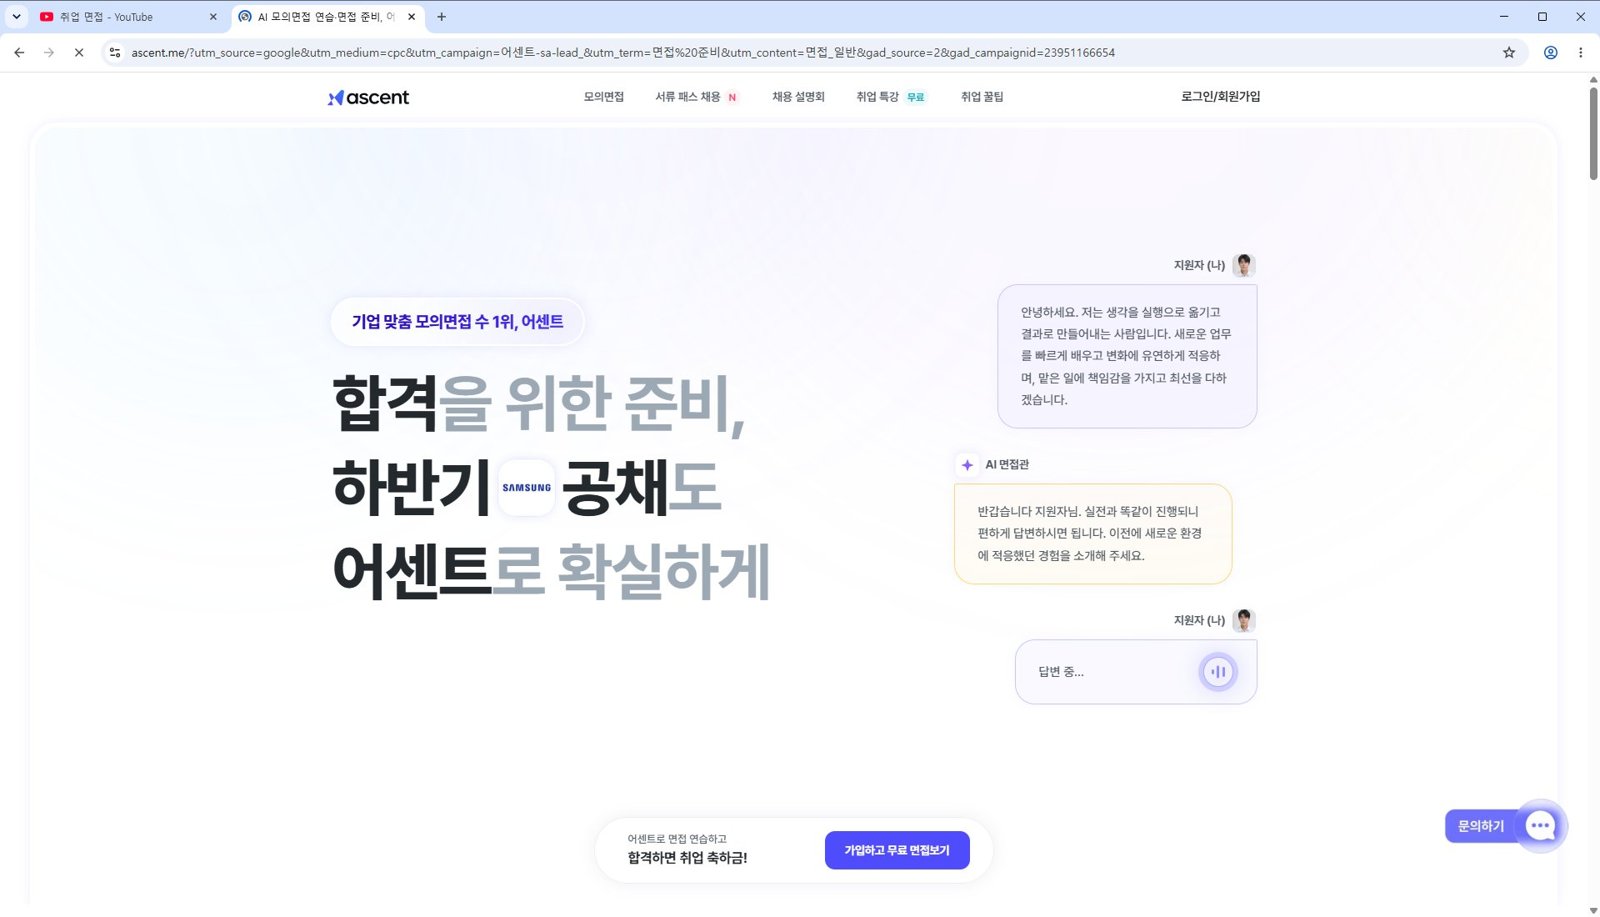 취업 면접 - YouTube
AI 모의면접 연습·면접 준비, 어
ascent.me/?utm_source=google&utm_medium=cpc&utm_campaign=어센트-sa-lead_&utm_term=면접%20준비&utm_content=면접_일반&gad_source=2&gad_campaignid=23951166654
ascent
모의면접
서류 패스 채용 N
채용 설명회
취업 특강 무료
취업 꿀팁
로그인/회원가입
기업 맞춤 모의면접 수 1위, 어센트
합격을 위한 준비,
하반기 SAMSUNG 공채도
어센트로 확실하게
지원자 (나)
안녕하세요. 저는 생각을 실행으로 옮기고
결과로 만들어내는 사람입니다. 새로운 업무
를 빠르게 배우고 변화에 유연하게 적응하
며, 맡은 일에 책임감을 가지고 최선을 다하
겠습니다.
AI 면접관
반갑습니다 지원자님. 실전과 똑같이 진행되니
편하게 답변하시면 됩니다. 이전에 새로운 환경
에 적응했던 경험을 소개해 주세요.
지원자 (나)
답변 중...
어센트로 면접 연습하고
합격하면 취업 축하금!
가입하고 무료 면접보기
문의하기